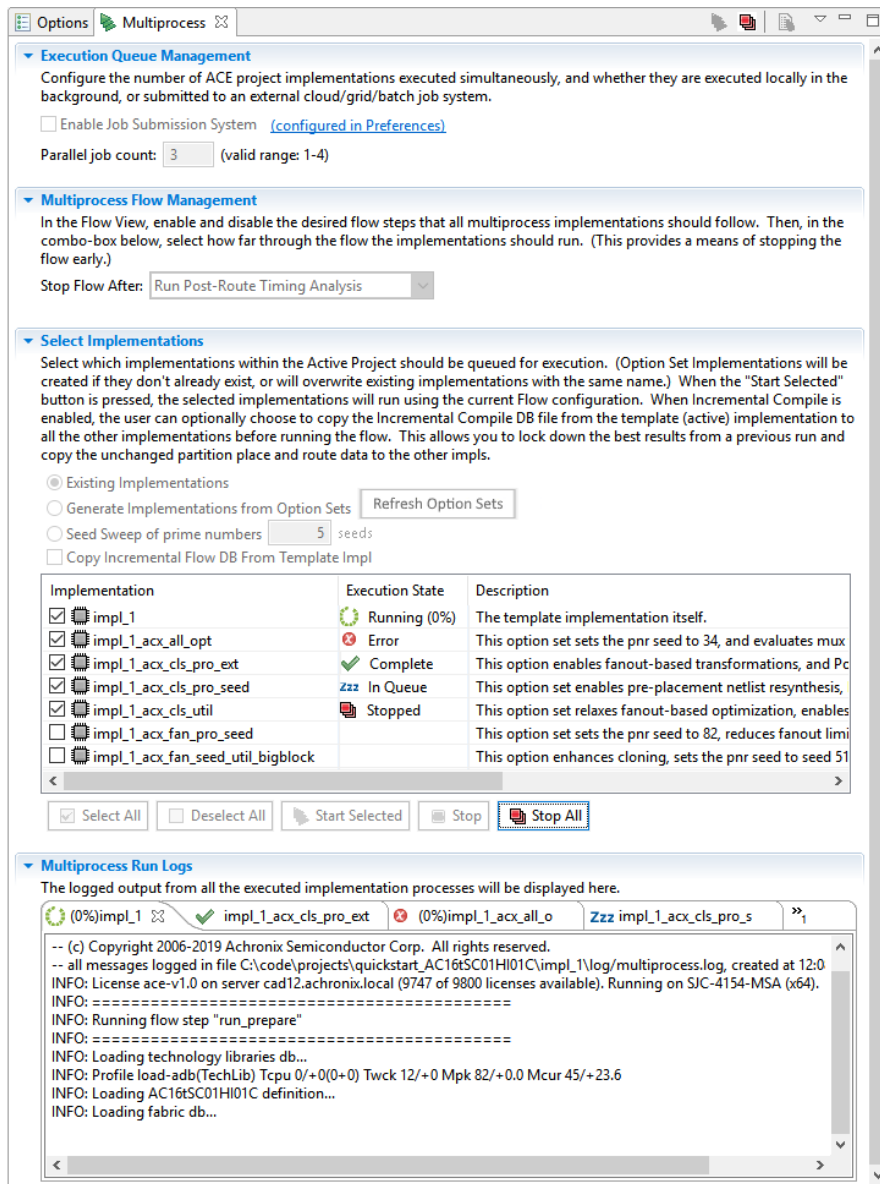 Options
Multiprocess
Execution Queue Management
Configure the number of ACE project implementations executed simultaneously, and whether they are executed locally in the
background, or submitted to an external cloud/grid/batch job system.
Enable Job Submission System (configured in Preferences)
Parallel job count: 3 (valid range: 1-4)
Multiprocess Flow Management
In the Flow View, enable and disable the desired flow steps that all multiprocess implementations should follow. Then, in the
combo-box below, select how far through the flow the implementations should run. (This provides a means of stopping the
flow early.)
Stop Flow After: Run Post-Route Timing Analysis
Select Implementations
Select which implementations within the Active Project should be queued for execution. (Option Set Implementations will be
created if they don't already exist, or will overwrite existing implementations with the same name.) When the "Start Selected"
button is pressed, the selected implementations will run using the current Flow configuration. When Incremental Compile is
enabled, the user can optionally choose to copy the Incremental Compile DB file from the template (active) implementation to
all the other implementations before running the flow. This allows you to lock down the best results from a previous run and
copy the unchanged partition place and route data to the other impls.
Existing Implementations
Generate Implementations from Option Sets Refresh Option Sets
Seed Sweep of prime numbers 5 seeds
Copy Incremental Flow DB From Template Impl
Implementation Execution State Description
impl_1 Running (0%) The template implementation itself.
impl_1_acx_all_opt Error This option set sets the pnr seed to 34, and evaluates mux
impl_1_acx_cls_pro_ext Complete This option enables fanout-based transformations, and Pc
impl_1_acx_cls_pro_seed Zzz In Queue This option set enables pre-placement netlist resynthesis,
impl_1_acx_cls_util Stopped This option set relaxes fanout-based optimization, enables
impl_1_acx_fan_pro_seed This option set sets the pnr seed to 82, reduces fanout limi
impl_1_acx_fan_seed_util_bigblock This option enhances cloning, sets the pnr seed to seed 51
Select All Deselect All Start Selected Stop Stop All
Multiprocess Run Logs
The logged output from all the executed implementation processes will be displayed here.
(0%)impl_1 impl_1_acx_cls_pro_ext (0%)impl_1_acx_all_o Zzz impl_1_acx_cls_pro_s »1
-- (c) Copyright 2006-2019 Achronix Semiconductor Corp. All rights reserved.
-- all messages logged in file C:\code\projects\quickstart_AC16tSC01HI01C\impl_1\log/multiprocess.log, created at 12:0
INFO: License ace-v1.0 on server cad12.achronix.local (9747 of 9800 licenses available). Running on SJC-4154-MSA (x64).
INFO: ============================================
INFO: Running flow step "run_prepare"
INFO: ============================================
INFO: Loading technology libraries db...
INFO: Profile load-adb(TechLib) Tcpu 0/+0(0+0) Twck 12/+0 Mpk 82/+0.0 Mcur 45/+23.6
INFO: Loading AC16tSC01HI01C definition...
INFO: Loading fabric db...